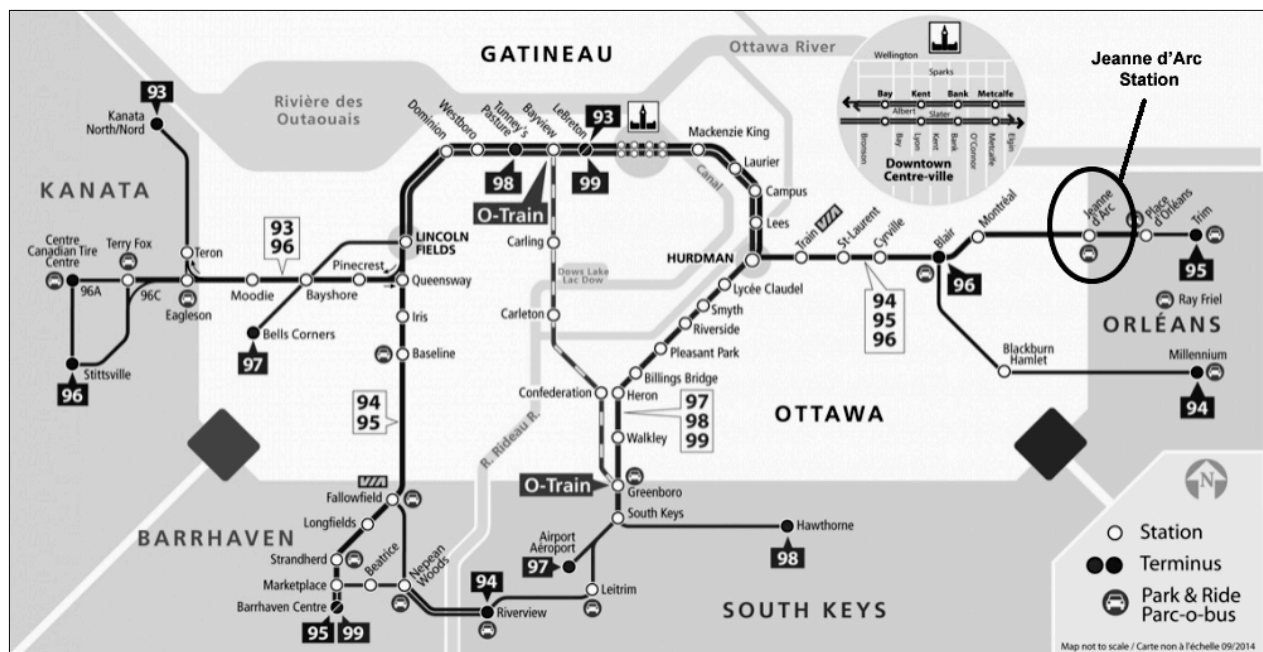 GATINEAU
Ottawa River
Rivière des
Outaouais
Wellington
Sparks
Bay
Kent
Bank
Metcalfe
Albert
Slater
Bronson
Bay
Lyon
Kent
Bank
O'Connor
Metcalfe
Elgin
Downtown
Centre-ville
Jeanne d'Arc
Station
93
Kanata
North/Nord
KANATA
Centre
Canadian Tire
Centre
Terry Fox
Teron
96A
96C
Eagleson
Stittsville
96
93
96
Moodie
Bayshore
Pinecrest
Bells Corners
97
LINCOLN
FIELDS
Queensway
Iris
Baseline
94
95
Dominion
Westboro
Tunney's
Pasture
Bayview
LeBreton
93
98
99
O-Train
Carling
Dows Lake
Lac Dow
Carleton
Confederation
Canal
R. Rideau R.
Mackenzie King
Laurier
Campus
Lees
HURDMAN
Train
VIA
St-Laurent
Cyrville
Blair
96
94
95
96
Montréal
Jeanne
d'Arc
Place
d'Orléans
Trim
95
Ray Friel
ORLÉANS
Blackburn
Hamlet
Millennium
94
Lycée Claudel
Smyth
Riverside
Pleasant Park
Billings Bridge
Heron
97
98
99
Walkley
OTTAWA
O-Train
Greenboro
South Keys
Airport
Aéroport
97
Hawthorne
98
Leitrim
SOUTH KEYS
VIA
Fallowfield
Longfields
BARRHAVEN
Strandherd
Beatrice
Nepean
Woods
Marketplace
Barrhaven Centre
95
99
94
Riverview
N
Station
Terminus
Park & Ride
Parc-o-bus
Map not to scale / Carte non à l'échelle 09/2014